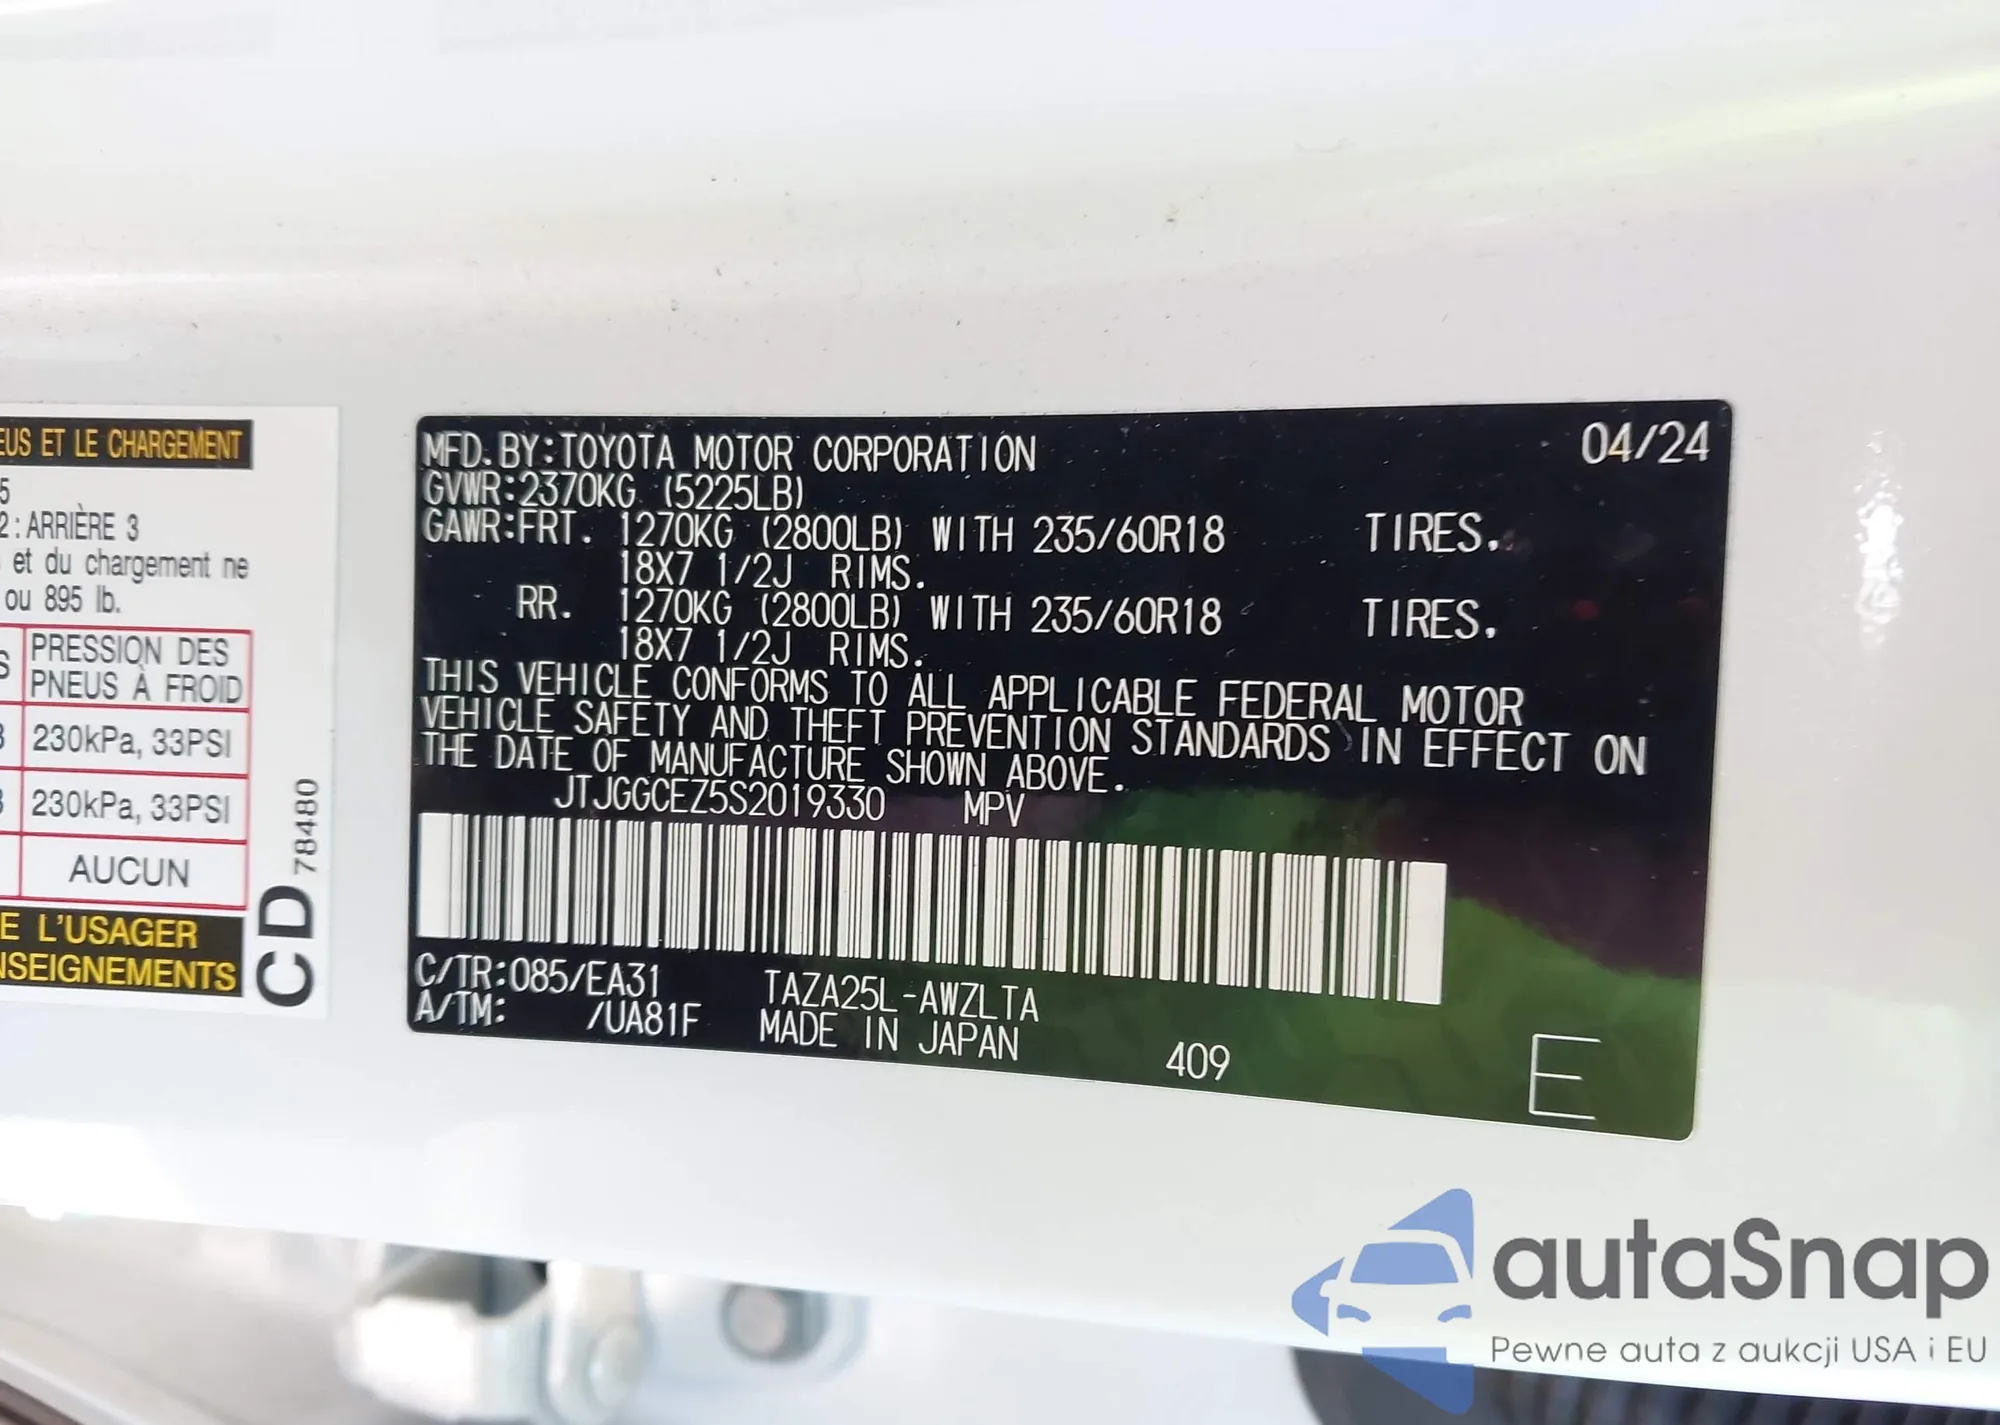 EUS ET LE CHARGEMENT
5
2: ARRIÈRE 3
et du chargement ne
ou 895 lb.
S PRESSION DES
PNEUS À FROID
230kPa, 33PSI
230kPa, 33PSI
AUCUN
E L'USAGER
NSEIGNEMENTS
CD 78480
MFD. BY: TOYOTA MOTOR CORPORATION 04/24
GVWR: 2370KG (5225LB)
GAWR: FRT. 1270KG (2800LB) WITH 235/60R18 TIRES.
18X7 1/2J RIMS.
RR. 1270KG (2800LB) WITH 235/60R18 TIRES.
18X7 1/2J RIMS.
THIS VEHICLE CONFORMS TO ALL APPLICABLE FEDERAL MOTOR
VEHICLE SAFETY AND THEFT PREVENTION STANDARDS IN EFFECT ON
THE DATE OF MANUFACTURE SHOWN ABOVE.
JTJGGCEZ5S2019330 MPV
C/TR: 085/EA31 TAZA25L-AWZLTA
A/TM: /UA81F MADE IN JAPAN 409 E
autaSnap
Pewne auta z aukcji USA i EU